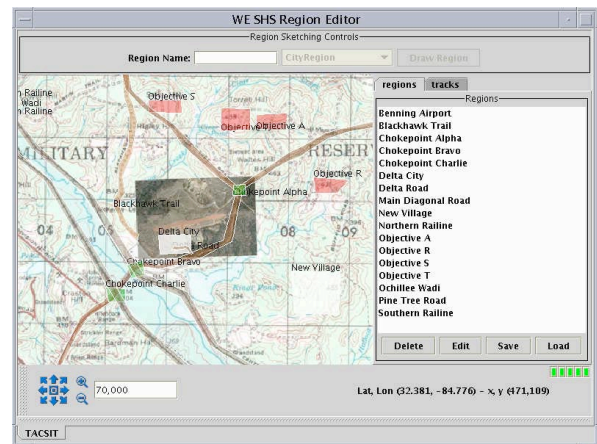 WE SHS Region Editor
Region Sketching Controls
Region Name:
CityRegion
Draw Region
regions
tracks
Regions
Benning Airport
Blackhawk Trail
Chokepoint Alpha
Chokepoint Bravo
Chokepoint Charlie
Delta City
Delta Road
Main Diagonal Road
New Village
Northern Railine
Objective A
Objective R
Objective S
Objective T
Ochillee Wadi
Pine Tree Road
Southern Railine
Delete
Edit
Save
Load
n Railine
Wadi
n Railine
Objective S
Objective A
MILITARY
RESER
Objective R
Chokepoint Alpha
Blackhawk Trail
04
05
Delta City
Road
08
09
Chokepoint Bravo
New Village
Chokepoint Charlie
70,000
Lat, Lon (32.381, -84.776) - x, y (471,109)
TACSIT